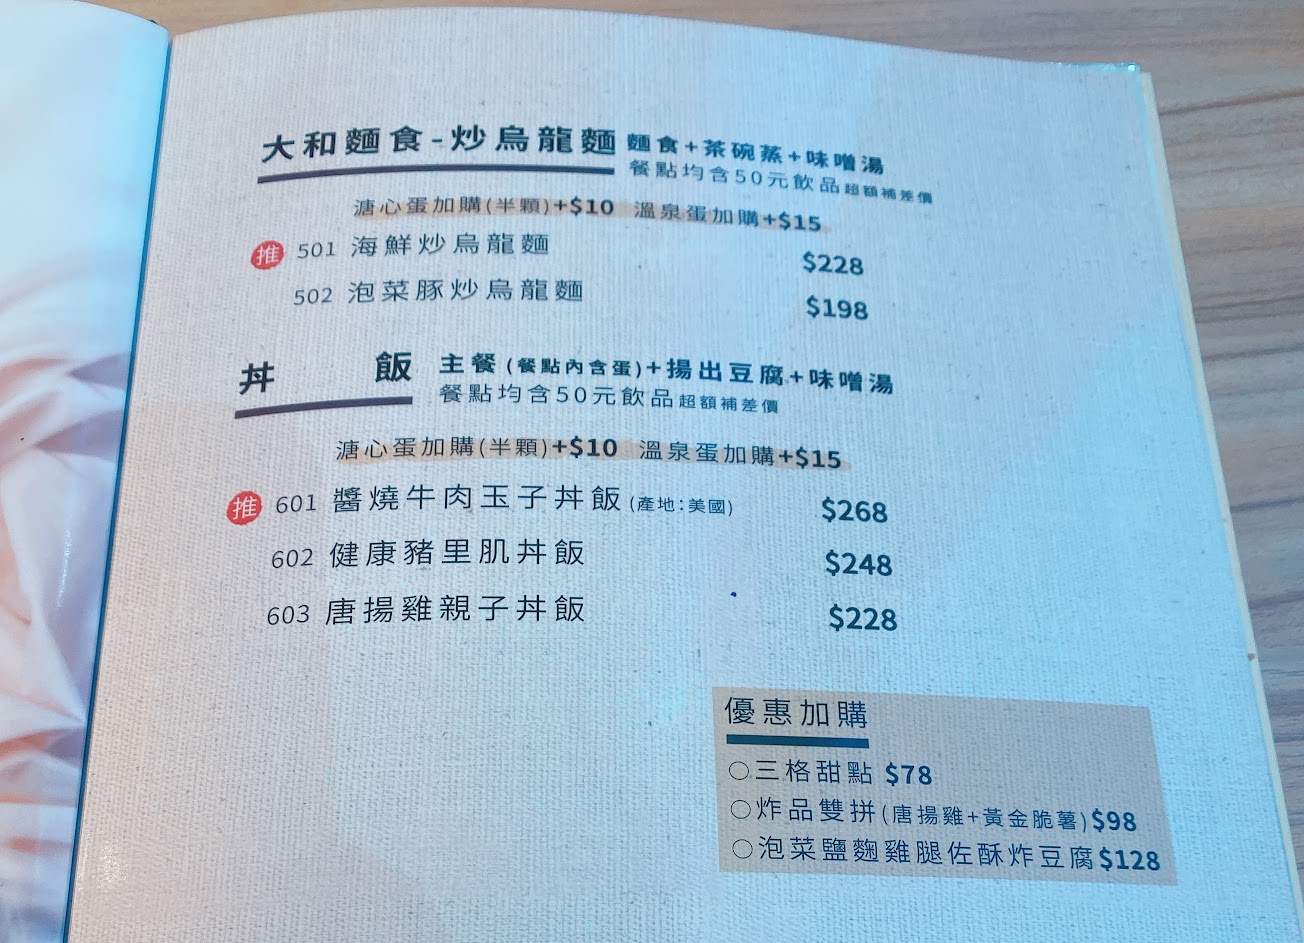 大和麵食-炒烏龍麵 麵食+茶碗蒸+味噌湯
餐點均含50元飲品超額補差價
溏心蛋加購(半顆)+$10 溫泉蛋加購+$15
推 501 海鮮炒烏龍麵 $228
502 泡菜豚炒烏龍麵 $198
丼飯 主餐(餐點內含蛋)+揚出豆腐+味噌湯
餐點均含50元飲品超額補差價
溏心蛋加購(半顆)+$10 溫泉蛋加購+$15
推 601 醬燒牛肉玉子丼飯(產地:美國) $268
602 健康豬里肌丼飯 $248
603 唐揚雞親子丼飯 $228
優惠加購
○三格甜點 $78
○炸品雙拼(唐揚雞+黃金脆薯)$98
○泡菜鹽麴雞腿佐酥炸豆腐$128